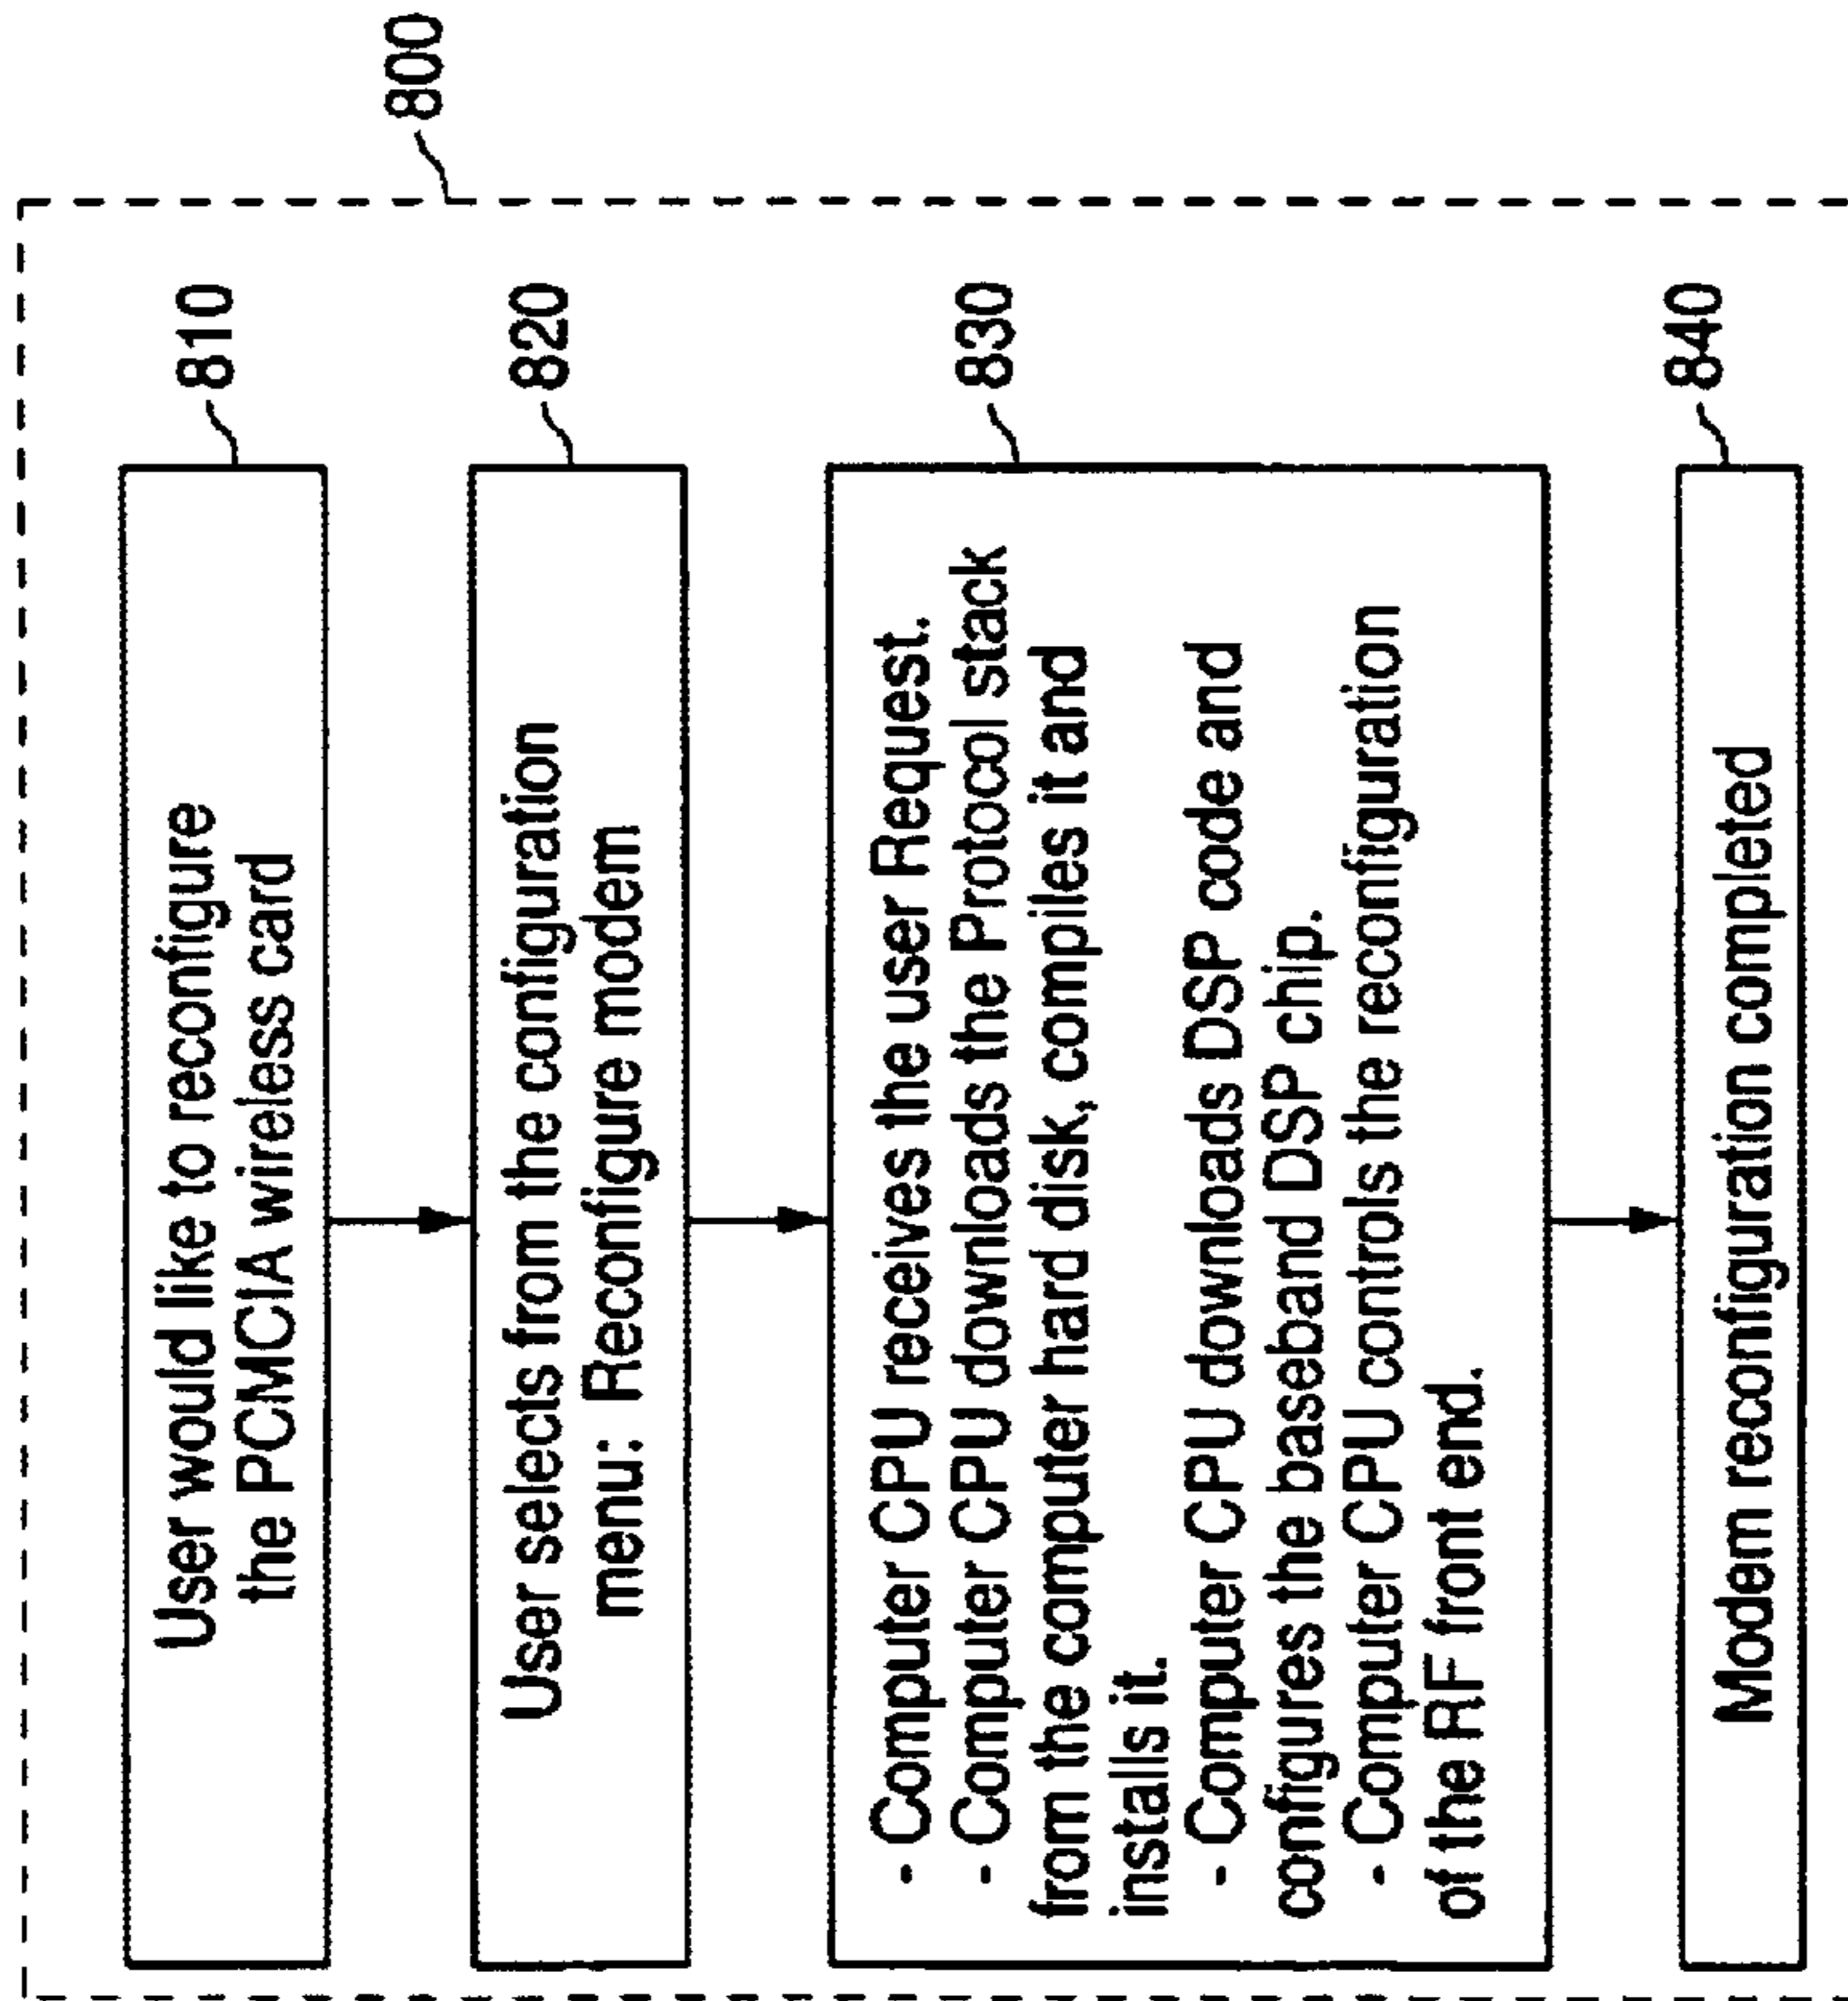 800
810
User would like to reconfigure
the PCMCIA wireless card
820
User selects from the configuration
menu: Reconfigure modem
830
- Computer CPU receives the user Request.
- Computer CPU downloads the Protocol stack
from the computer hard disk, compiles it and
installs it.
- Computer CPU downloads DSP code and
configures the baseband DSP chip.
- Computer CPU controls the reconfiguration
of the RF front end.
840
Modem reconfiguration completed